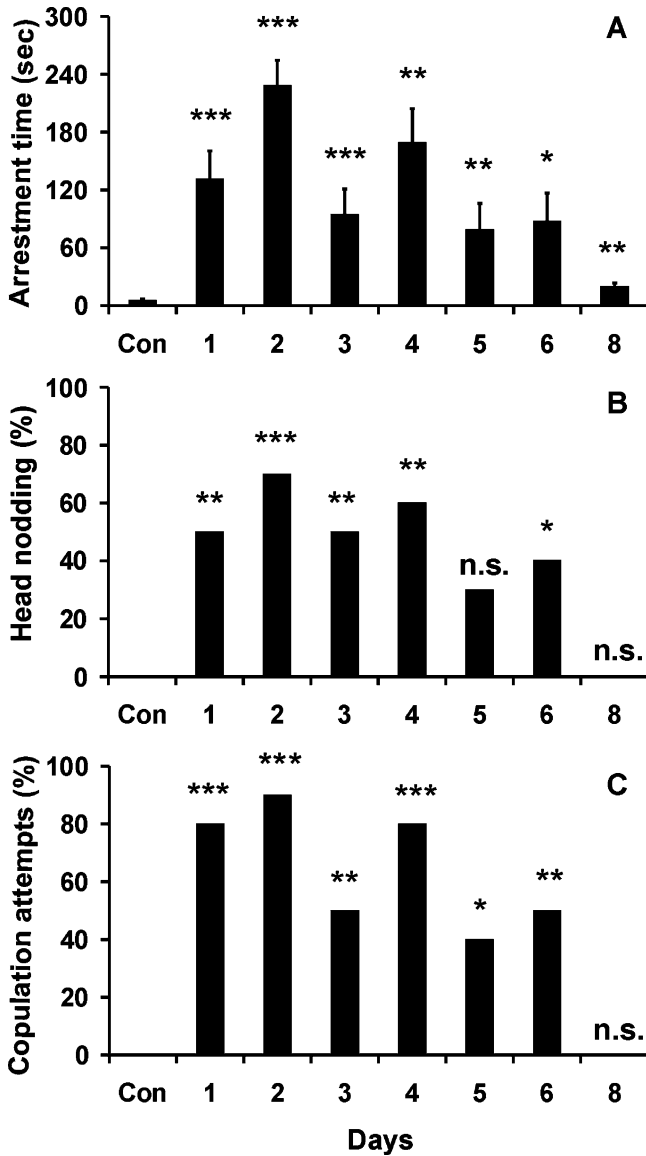 A
Arrestment time (sec)
300
240
180
120
60
0
***
***
***
**
**
*
**
Con 1 2 3 4 5 6 8
B
Head nodding (%)
100
80
60
40
20
0
**
***
**
**
n.s.
*
n.s.
Con 1 2 3 4 5 6 8
C
Copulation attempts (%)
100
80
60
40
20
0
***
***
**
***
*
**
n.s.
Con 1 2 3 4 5 6 8
Days